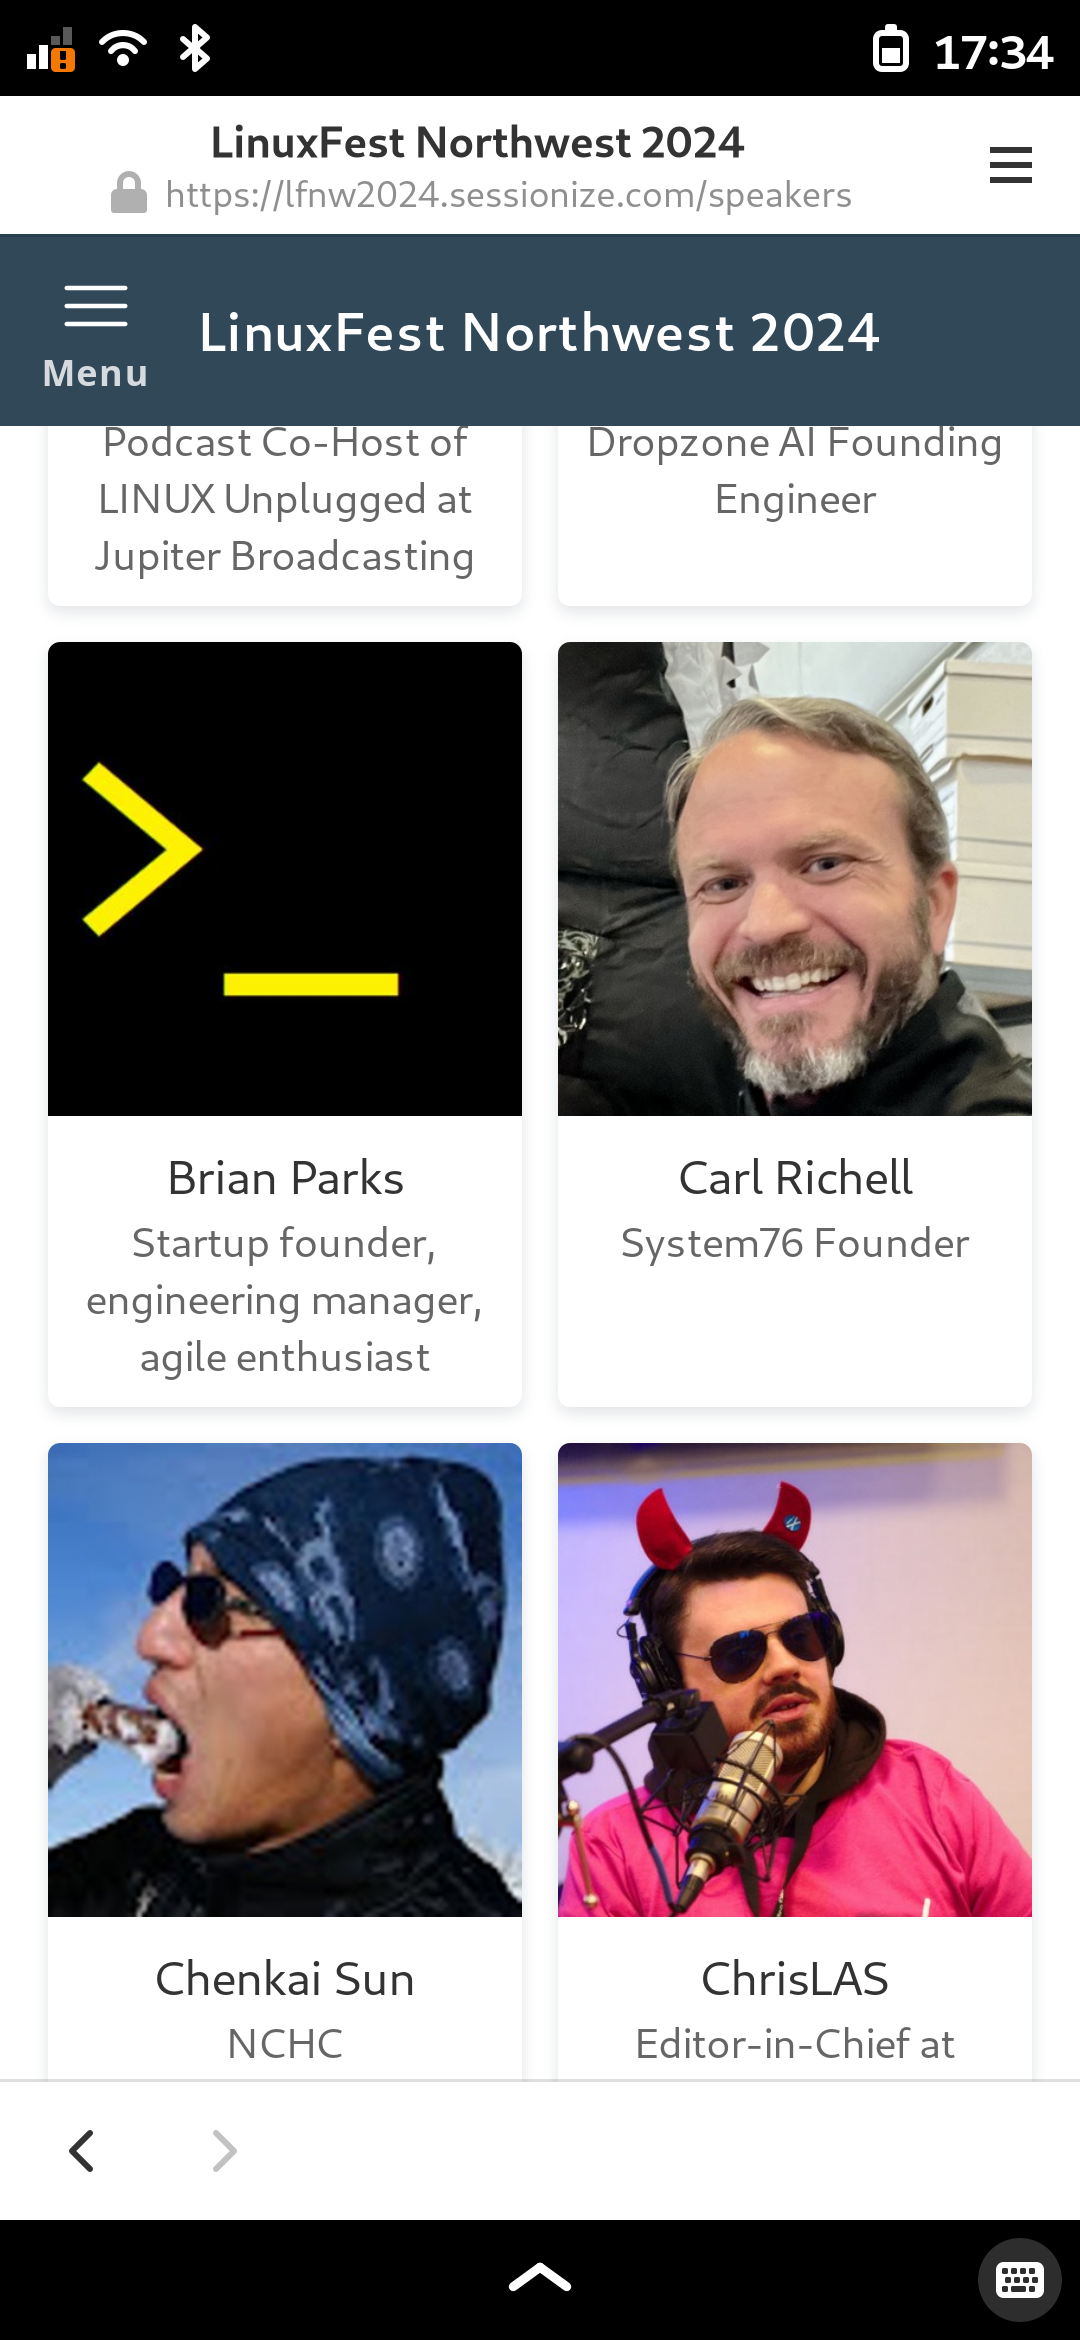 17:34
LinuxFest Northwest 2024
https://lfnw2024.sessionize.com/speakers
Menu
LinuxFest Northwest 2024
Podcast Co-Host of
LINUX Unplugged at
Jupiter Broadcasting
Dropzone AI Founding
Engineer
>_
Brian Parks
Startup founder,
engineering manager,
agile enthusiast
Carl Richell
System76 Founder
Chenkai Sun
NCHC
ChrisLAS
Editor-in-Chief at